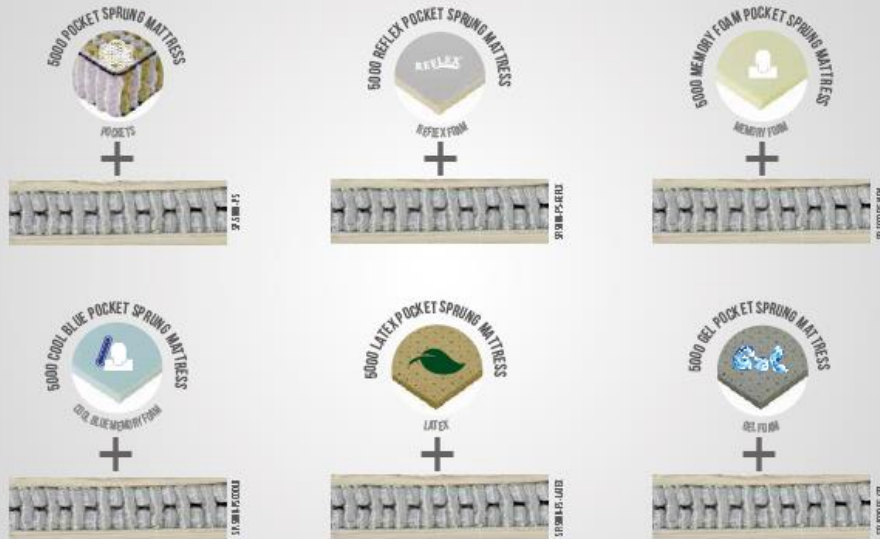 5000 POCKET SPRUNG MATTRESS
POCKETS
+
5000 REFLEX POCKET SPRUNG MATTRESS
REFLEX
REFLEX FOAM
+
5000 MEMORY FOAM POCKET SPRUNG MATTRESS
MEMORY FOAM
+
5000 COOL BLUE POCKET SPRUNG MATTRESS
COOL BLUE MEMORY FOAM
+
5000 LATEX POCKET SPRUNG MATTRESS
LATEX
+
5000 GEL POCKET SPRUNG MATTRESS
Gel
GEL FOAM
+